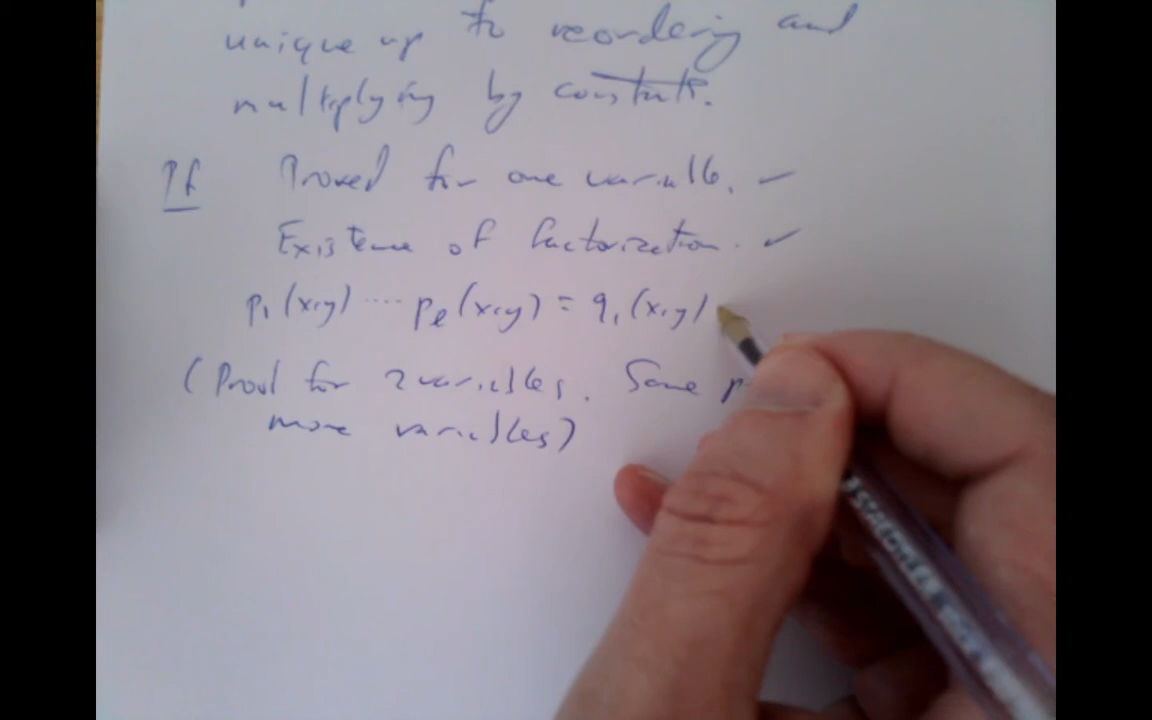 unique up to reordering and
multiplying by constants.
Pf Proved for one variable. ✓
Existence of factorization. ✓
p₁(x,y) ···· pₑ(x,y) = q₁(x,y)
(Proof for 2 variables. Same
more variables)
STAEDTLER